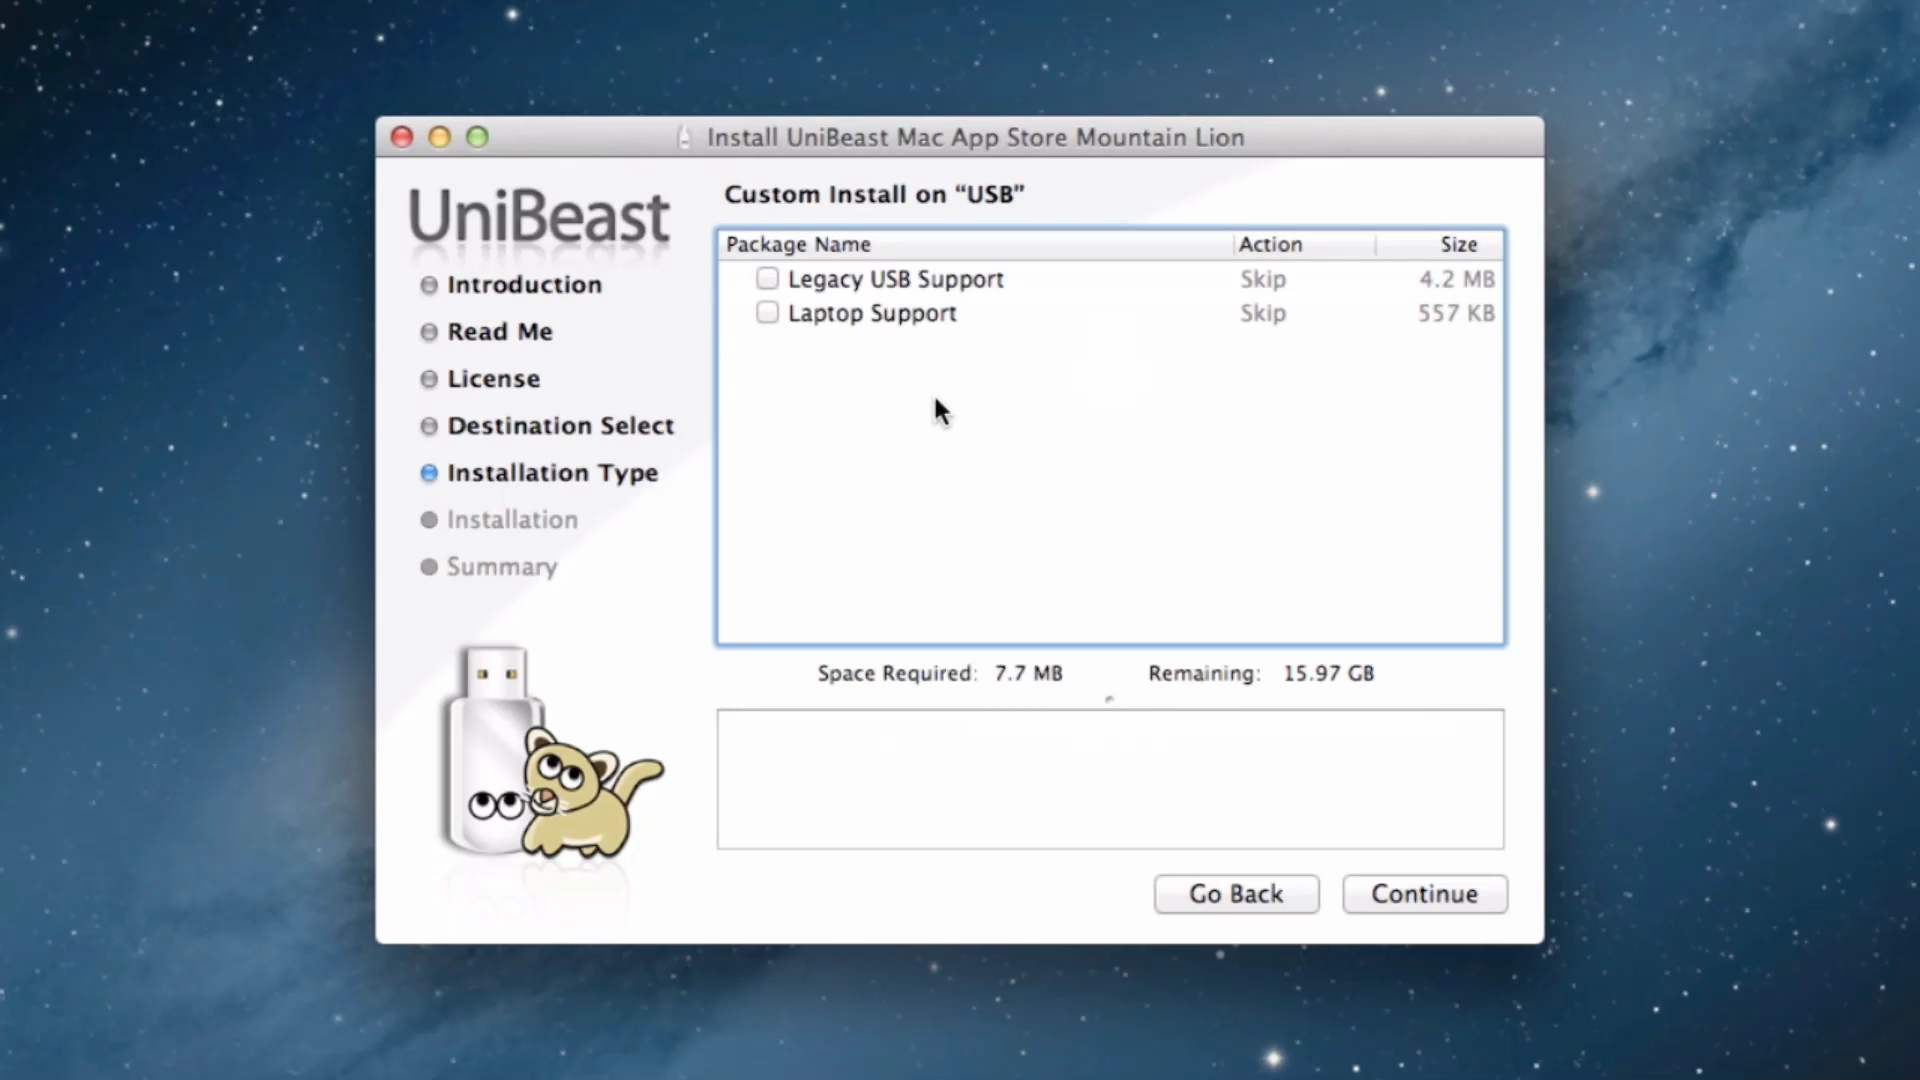 Install UniBeast Mac App Store Mountain Lion
UniBeast
Introduction
Read Me
License
Destination Select
Installation Type
Installation
Summary
Custom Install on “USB”
Package Name Action Size
Legacy USB Support Skip 4.2 MB
Laptop Support Skip 557 KB
Space Required: 7.7 MB Remaining: 15.97 GB
Go Back Continue